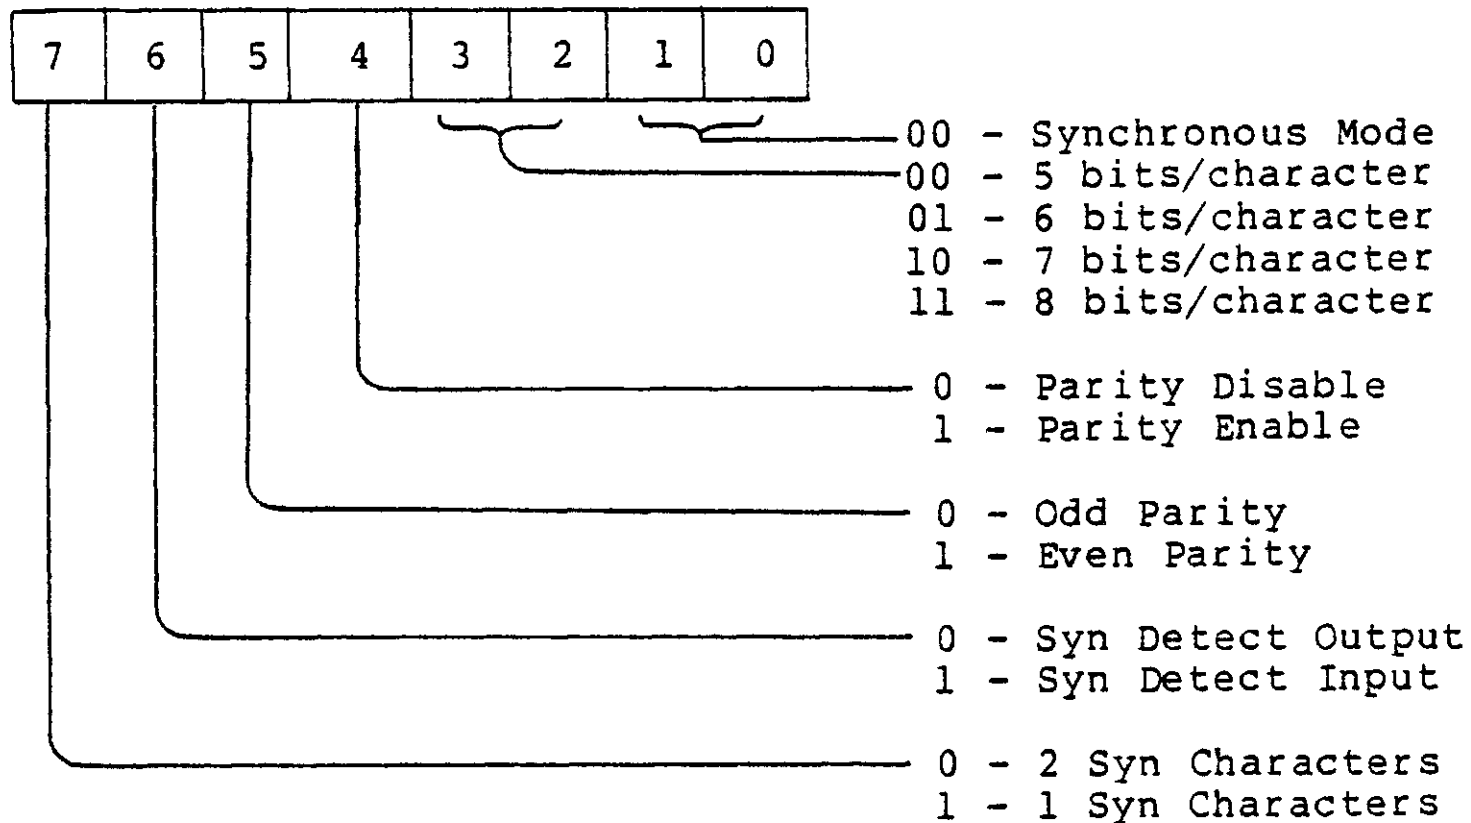 7 6 5 4 3 2 1 0
00 - Synchronous Mode
00 - 5 bits/character
01 - 6 bits/character
10 - 7 bits/character
11 - 8 bits/character
0 - Parity Disable
1 - Parity Enable
0 - Odd Parity
1 - Even Parity
0 - Syn Detect Output
1 - Syn Detect Input
0 - 2 Syn Characters
1 - 1 Syn Characters